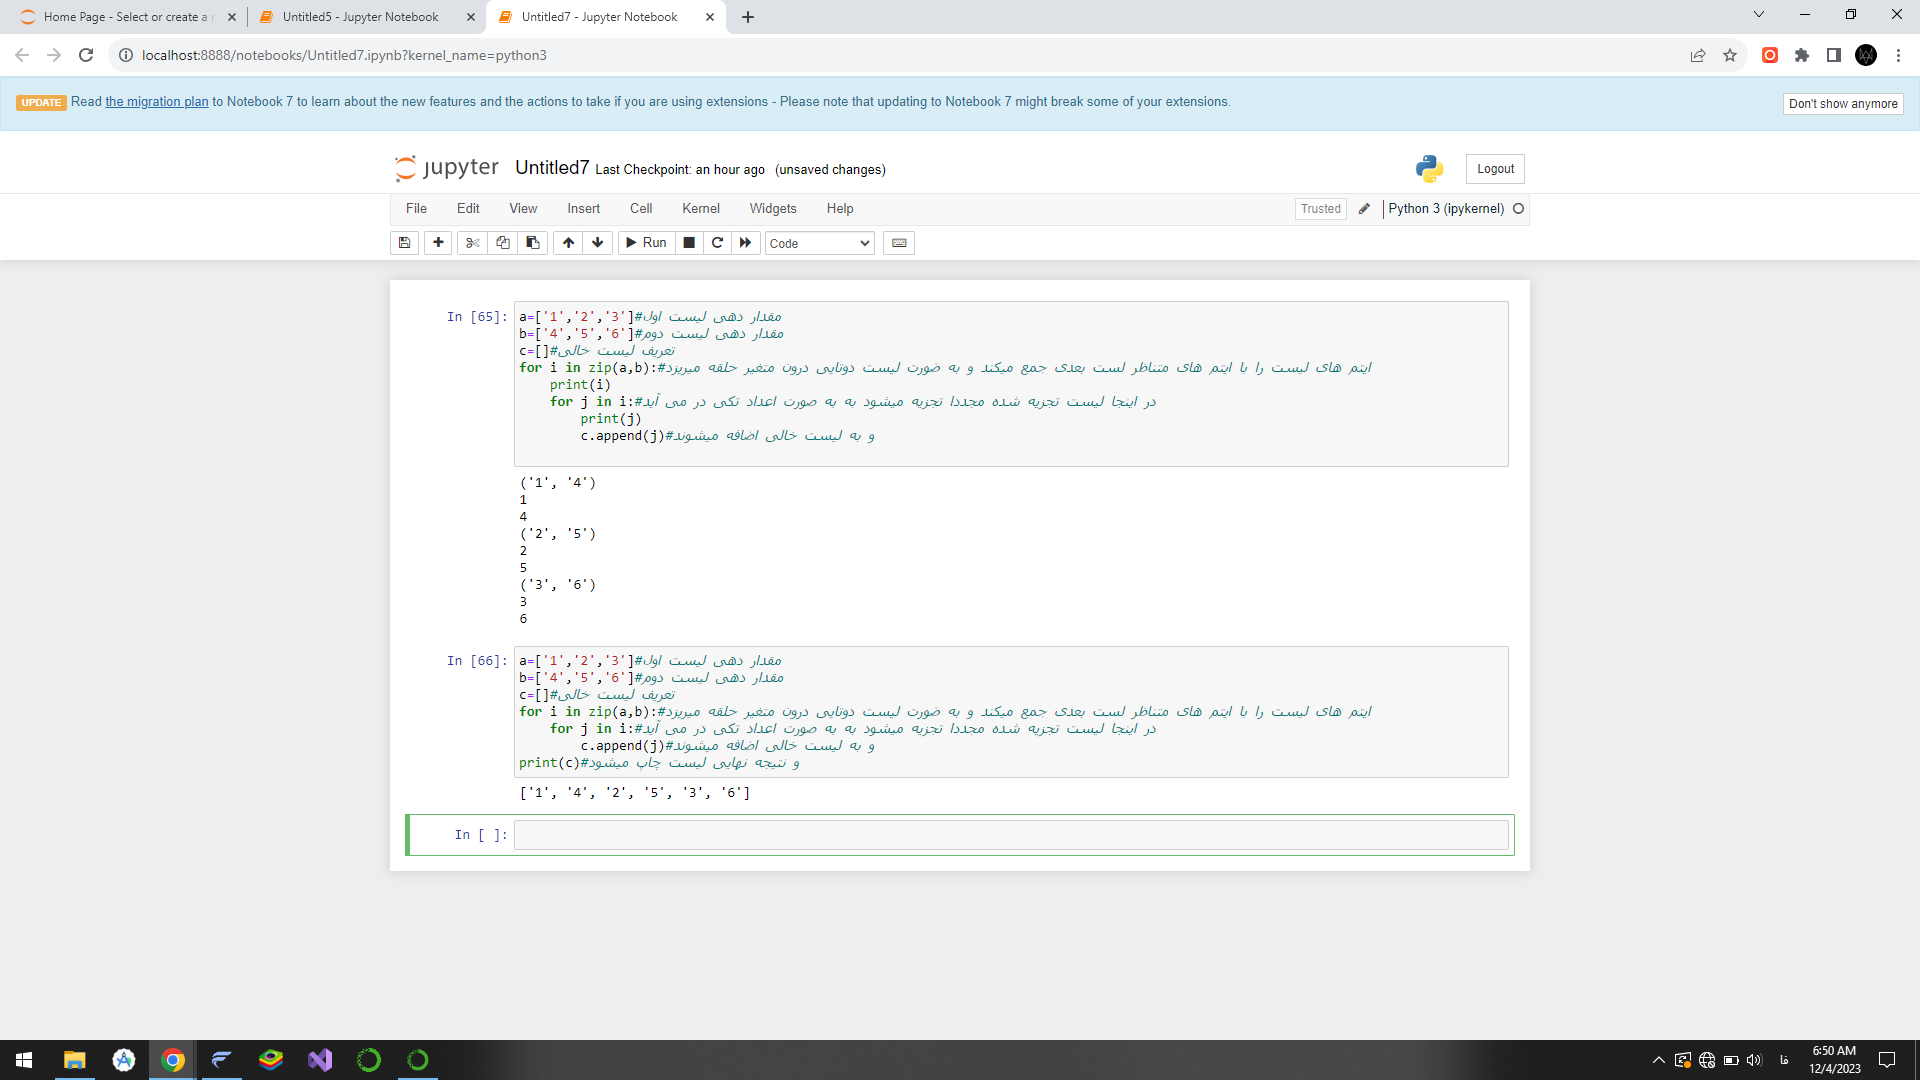 Home Page - Select or create a
Untitled5 - Jupyter Notebook
Untitled7 - Jupyter Notebook
localhost:8888/notebooks/Untitled7.ipynb?kernel_name=python3
UPDATE Read the migration plan to Notebook 7 to learn about the new features and the actions to take if you are using extensions - Please note that updating to Notebook 7 might break some of your extensions.
Don't show anymore
jupyter Untitled7 Last Checkpoint: an hour ago (unsaved changes)
Logout
File Edit View Insert Cell Kernel Widgets Help
Trusted
Python 3 (ipykernel)
Run
Code
In [65]:
a=['1','2','3']#مقدار دهی لیست اول
b=['4','5','6']#مقدار دهی لیست دوم
c=[]#تعریف لیست خالی
for i in zip(a,b):#ایتم های لیست را با ایتم های متناظر لست بعدی جمع میکند و به ضورت لیست دوتایی درون متغیر حلقه میریزد
    print(i)
    for j in i:#در اینجا لیست تجزیه شده مجددا تجزیه میشود به به صورت اعداد تکی در می آید
        print(j)
        c.append(j)#و به لیست خالی اضافه میشوند
('1', '4')
1
4
('2', '5')
2
5
('3', '6')
3
6
In [66]:
a=['1','2','3']#مقدار دهی لیست اول
b=['4','5','6']#مقدار دهی لیست دوم
c=[]#تعریف لیست خالی
for i in zip(a,b):#ایتم های لیست را با ایتم های متناظر لست بعدی جمع میکند و به ضورت لیست دوتایی درون متغیر حلقه میریزد
    for j in i:#در اینجا لیست تجزیه شده مجددا تجزیه میشود به به صورت اعداد تکی در می آید
        c.append(j)#و به لیست خالی اضافه میشوند
print(c)#و نتیجه نهایی لیست چاپ میشود
['1', '4', '2', '5', '3', '6']
In [ ]:
فا
6:50 AM
12/4/2023